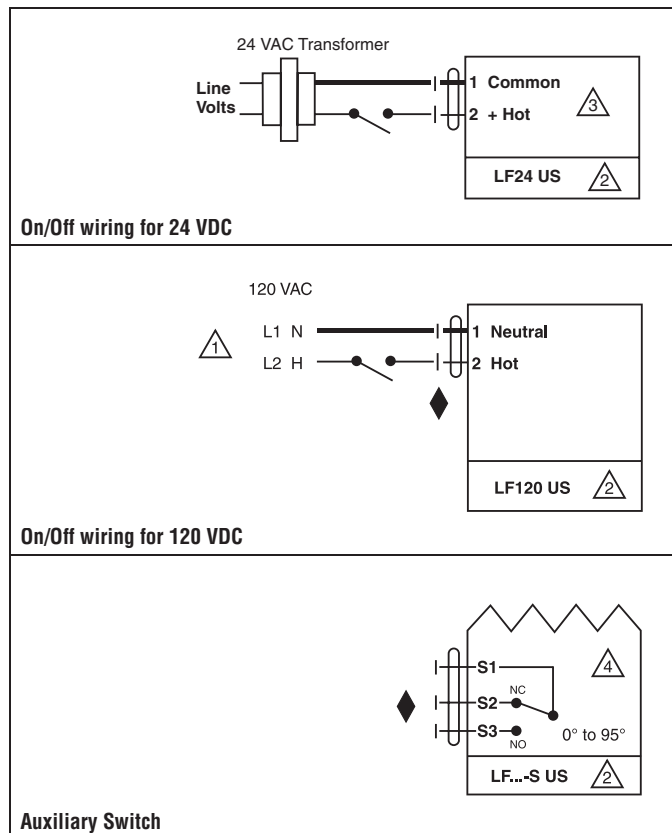 24 VAC Transformer
Line
Volts
1 Common
2 + Hot
3
LF24 US 2
On/Off wiring for 24 VDC
120 VAC
1
L1 N
L2 H
1 Neutral
2 Hot
LF120 US 2
On/Off wiring for 120 VDC
S1
4
S2
NC
S3
NO
0° to 95°
LF...-S US 2
Auxiliary Switch